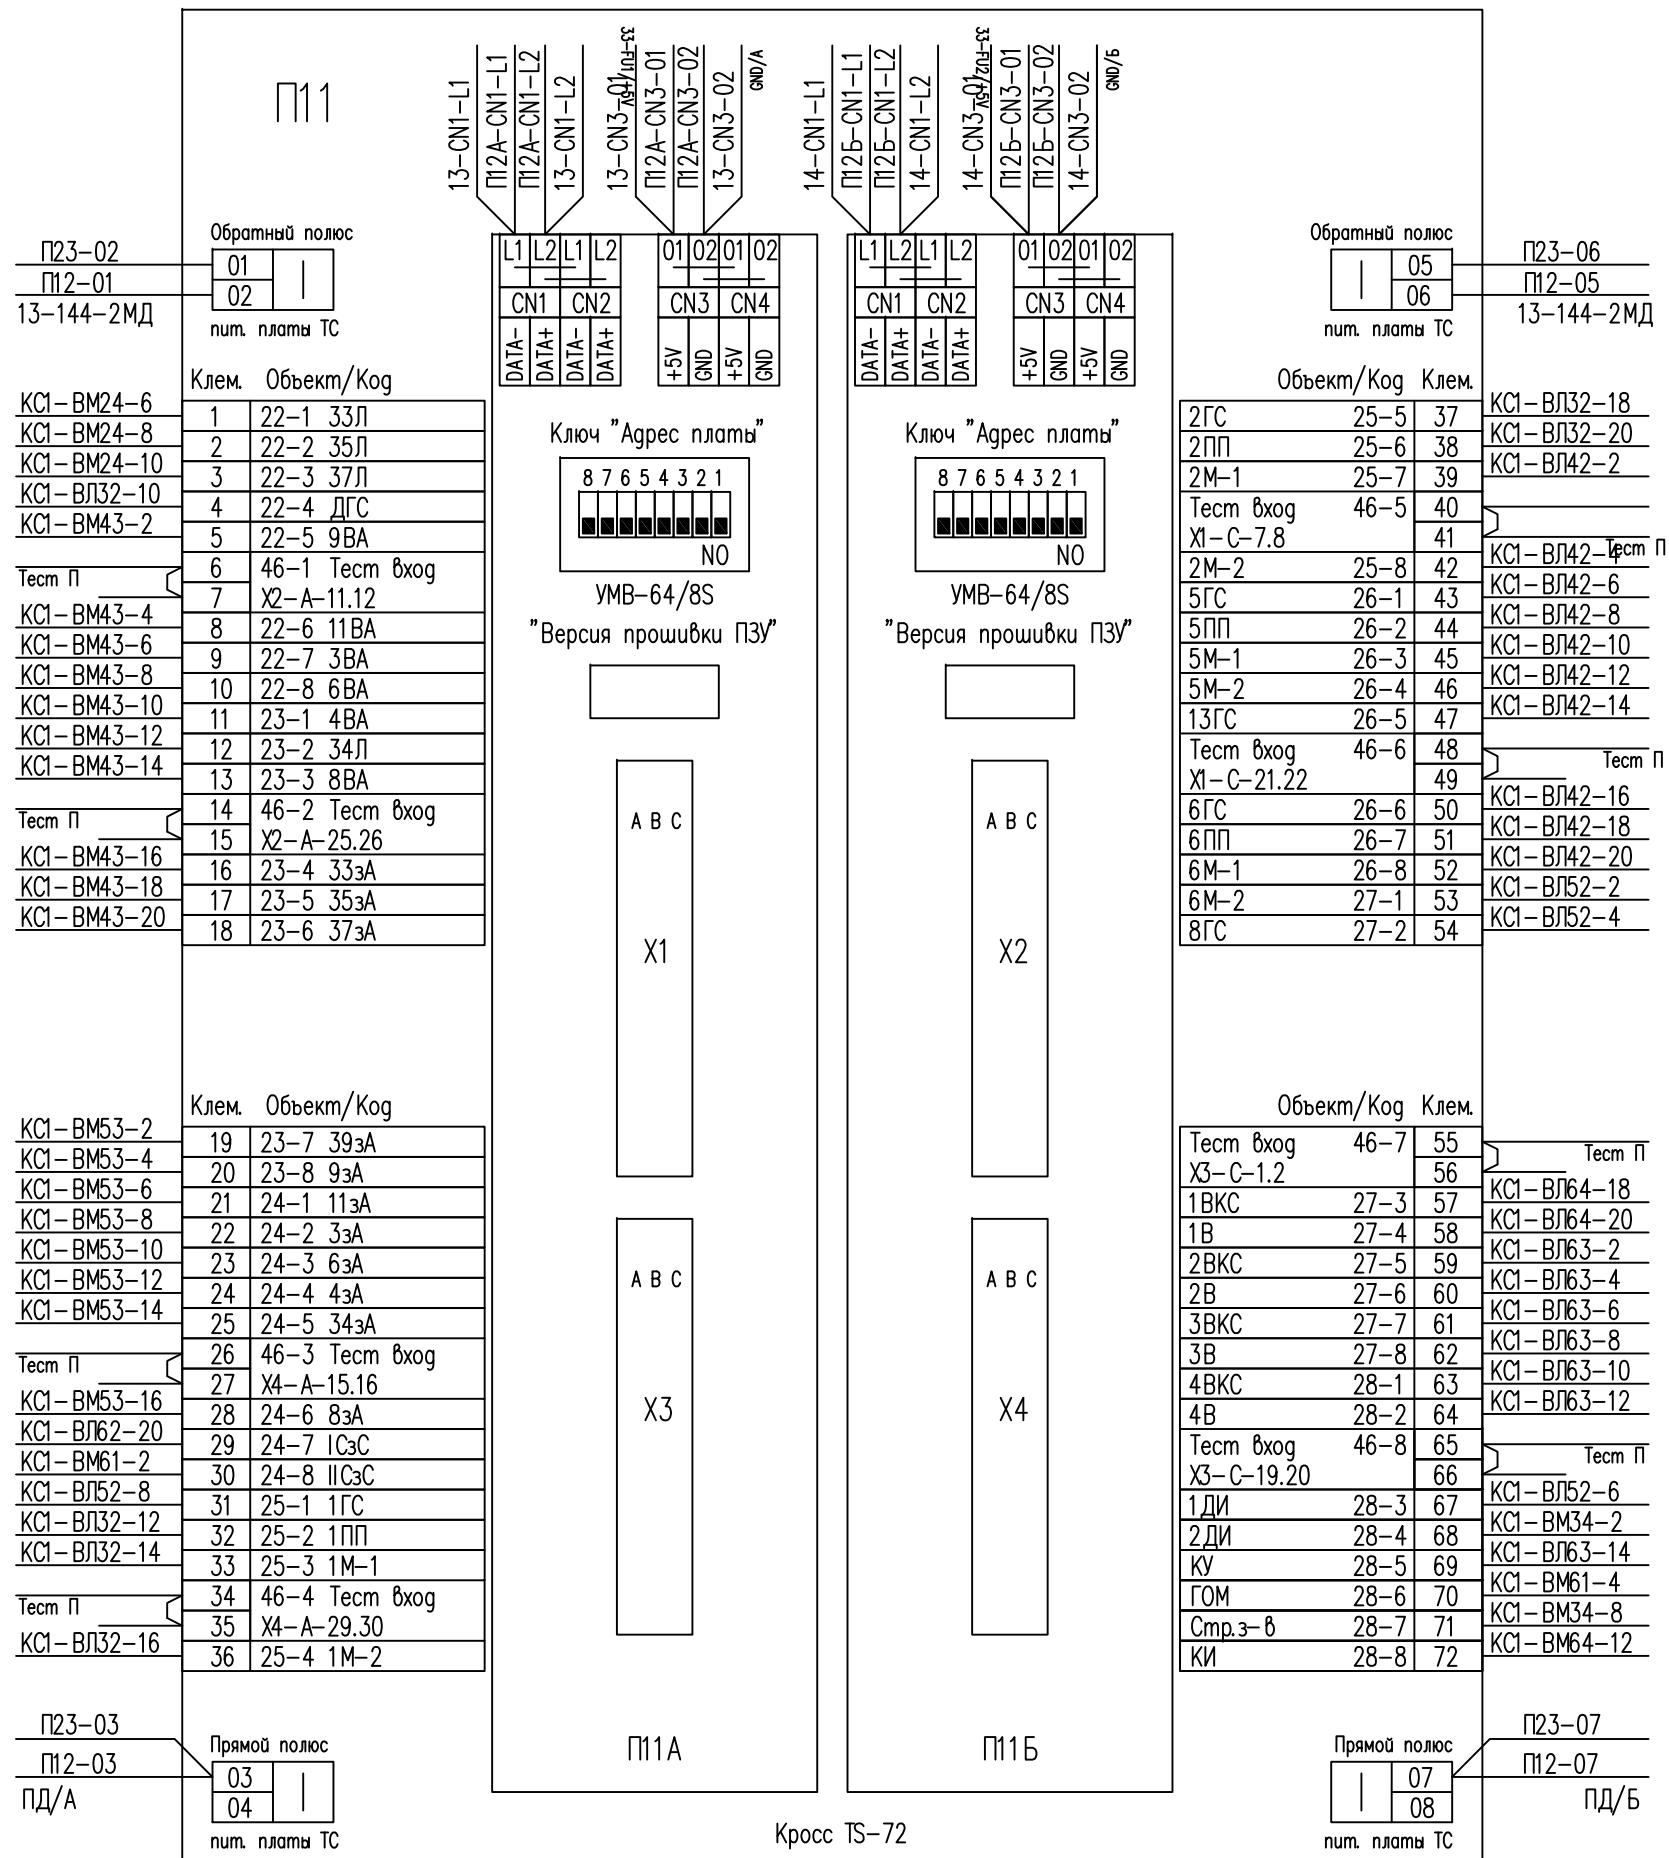 П11
13-CN1-L1
П12А-CN1-L1
П12А-CN1-L2
13-CN1-L2
33-FU1/+5V
13-CN3-01
П12А-CN3-01
П12А-CN3-02
13-CN3-02
GND/А
14-CN1-L1
П12Б-CN1-L1
П12Б-CN1-L2
14-CN1-L2
33-FU2/+5V
14-CN3-01
П12Б-CN3-01
П12Б-CN3-02
14-CN3-02
GND/Б
Обратный полюс
П23-02
01
П12-01
02
13-144-2МД
пит. платы ТС
L1 L2 L1 L2
CN1 CN2
DATA- DATA+ DATA- DATA+
01 02 01 02
CN3 CN4
+5V GND +5V GND
L1 L2 L1 L2
CN1 CN2
DATA- DATA+ DATA- DATA+
01 02 01 02
CN3 CN4
+5V GND +5V GND
Обратный полюс
05 П23-06
06 П12-05
13-144-2МД
пит. платы ТС
Клем. Объект/Код
КС1-ВМ24-6 1 22-1 33Л
КС1-ВМ24-8 2 22-2 35Л
КС1-ВМ24-10 3 22-3 37Л
КС1-ВЛ32-10 4 22-4 ДГС
КС1-ВМ43-2 5 22-5 9ВА
Тест П 6 46-1 Тест вход
7 Х2-А-11.12
КС1-ВМ43-4 8 22-6 11ВА
КС1-ВМ43-6 9 22-7 3ВА
КС1-ВМ43-8 10 22-8 6ВА
КС1-ВМ43-10 11 23-1 4ВА
КС1-ВМ43-12 12 23-2 34Л
КС1-ВМ43-14 13 23-3 8ВА
Тест П 14 46-2 Тест вход
15 Х2-А-25.26
КС1-ВМ43-16 16 23-4 33зА
КС1-ВМ43-18 17 23-5 35зА
КС1-ВМ43-20 18 23-6 37зА
Ключ "Адрес платы"
8 7 6 5 4 3 2 1
NO
УМВ-64/8S
"Версия прошивки ПЗУ"
А В С
Х1
Ключ "Адрес платы"
8 7 6 5 4 3 2 1
NO
УМВ-64/8S
"Версия прошивки ПЗУ"
А В С
Х2
Объект/Код Клем.
2ГС 25-5 37 КС1-ВЛ32-18
2ПП 25-6 38 КС1-ВЛ32-20
2М-1 25-7 39 КС1-ВЛ42-2
Тест вход 46-5 40
Х1-С-7.8 41 Тест П
2М-2 25-8 42 КС1-ВЛ42-4
5ГС 26-1 43 КС1-ВЛ42-6
5ПП 26-2 44 КС1-ВЛ42-8
5М-1 26-3 45 КС1-ВЛ42-10
5М-2 26-4 46 КС1-ВЛ42-12
13ГС 26-5 47 КС1-ВЛ42-14
Тест вход 46-6 48 Тест П
Х1-С-21.22 49
6ГС 26-6 50 КС1-ВЛ42-16
6ПП 26-7 51 КС1-ВЛ42-18
6М-1 26-8 52 КС1-ВЛ42-20
6М-2 27-1 53 КС1-ВЛ52-2
8ГС 27-2 54 КС1-ВЛ52-4
Клем. Объект/Код
КС1-ВМ53-2 19 23-7 39зА
КС1-ВМ53-4 20 23-8 9зА
КС1-ВМ53-6 21 24-1 11зА
КС1-ВМ53-8 22 24-2 3зА
КС1-ВМ53-10 23 24-3 6зА
КС1-ВМ53-12 24 24-4 4зА
КС1-ВМ53-14 25 24-5 34зА
Тест П 26 46-3 Тест вход
27 Х4-А-15.16
КС1-ВМ53-16 28 24-6 8зА
КС1-ВЛ62-20 29 24-7 IСзС
КС1-ВМ61-2 30 24-8 IIСзС
КС1-ВЛ52-8 31 25-1 1ГС
КС1-ВЛ32-12 32 25-2 1ПП
КС1-ВЛ32-14 33 25-3 1М-1
Тест П 34 46-4 Тест вход
35 Х4-А-29.30
КС1-ВЛ32-16 36 25-4 1М-2
А В С
Х3
А В С
Х4
Объект/Код Клем.
Тест вход 46-7 55 Тест П
Х3-С-1.2 56
1ВКС 27-3 57 КС1-ВЛ64-18
1В 27-4 58 КС1-ВЛ64-20
2ВКС 27-5 59 КС1-ВЛ63-2
2В 27-6 60 КС1-ВЛ63-4
3ВКС 27-7 61 КС1-ВЛ63-6
3В 27-8 62 КС1-ВЛ63-8
4ВКС 28-1 63 КС1-ВЛ63-10
4В 28-2 64 КС1-ВЛ63-12
Тест вход 46-8 65 Тест П
Х3-С-19.20 66
1ДИ 28-3 67 КС1-ВЛ52-6
2ДИ 28-4 68 КС1-ВМ34-2
КУ 28-5 69 КС1-ВЛ63-14
ГОМ 28-6 70 КС1-ВМ61-4
Стр.з-в 28-7 71 КС1-ВМ34-8
КИ 28-8 72 КС1-ВМ64-12
П23-03
Прямой полюс
П12-03 03
ПД/А 04
пит. платы ТС
П11А
П11Б
П23-07
Прямой полюс
07 П12-07
08 ПД/Б
пит. платы ТС
Кросс TS-72